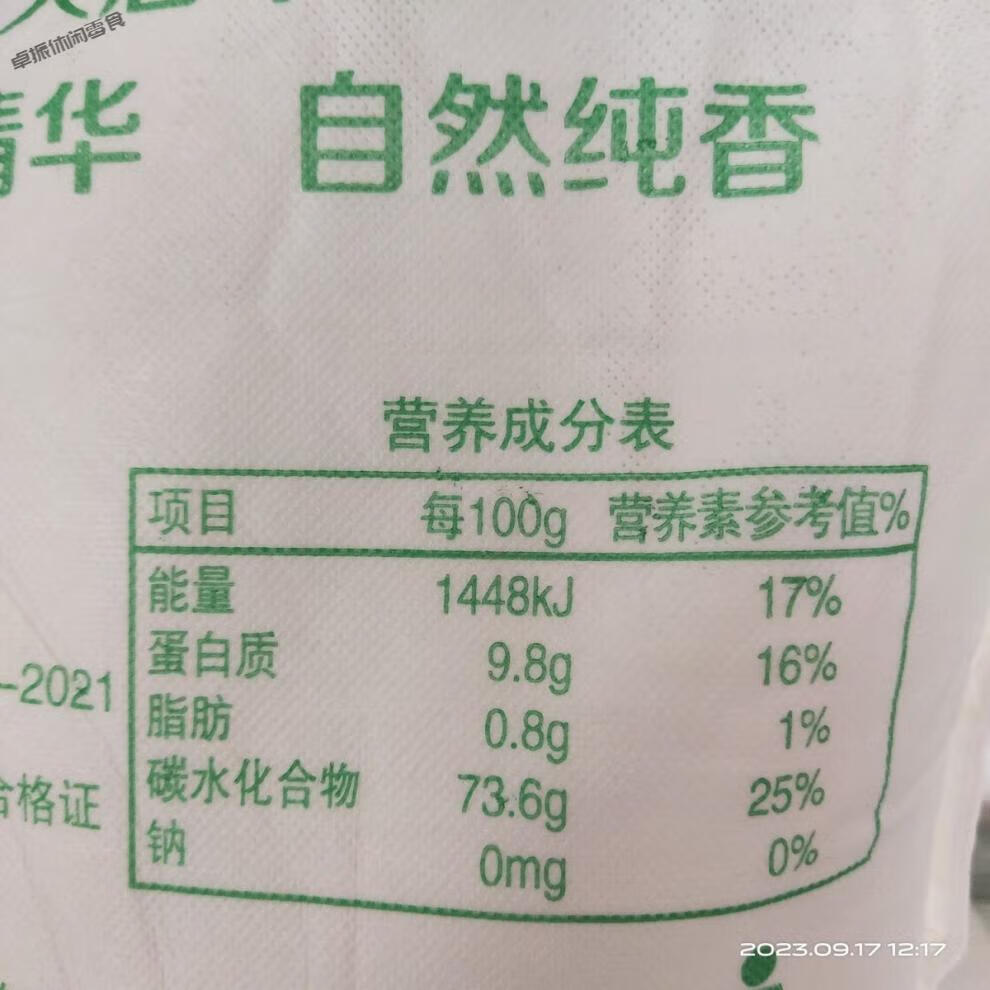 卓振休闲零食
精华 自然纯香
营养成分表
项目 每100g 营养素参考值%
能量 1448kJ 17%
蛋白质 9.8g 16%
-2021
脂肪 0.8g 1%
碳水化合物 73.6g 25%
合格证
钠 0mg 0%
2023.09.17 12:17